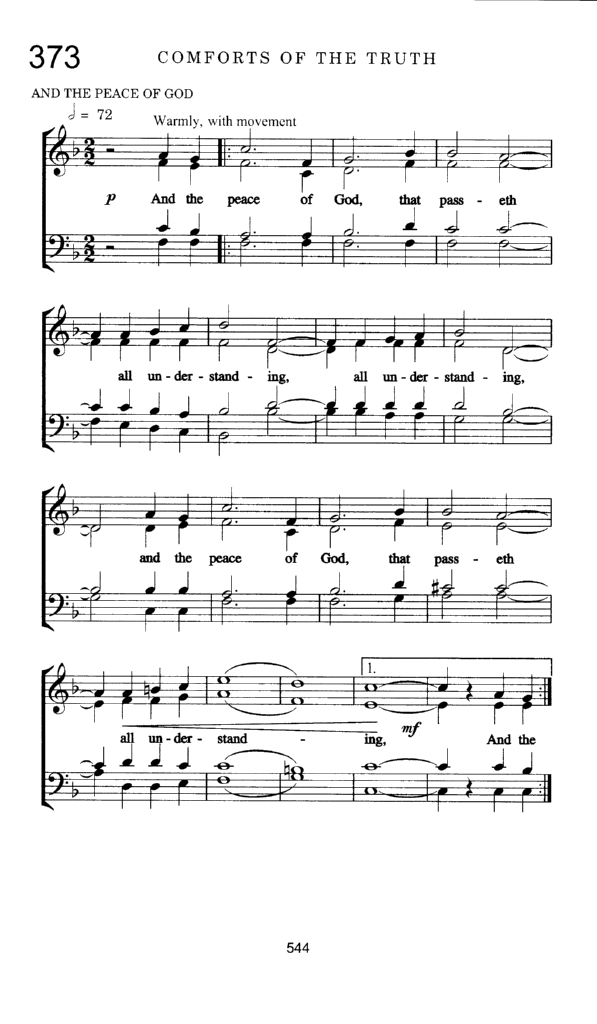 373
COMFORTS OF THE TRUTH
AND THE PEACE OF GOD
𝅗𝅥 = 72
Warmly, with movement
p And the peace of God, that pass - eth
all un - der - stand - ing, all un - der - stand - ing,
and the peace of God, that pass - eth
1.
mf
all un - der - stand - ing, And the
544